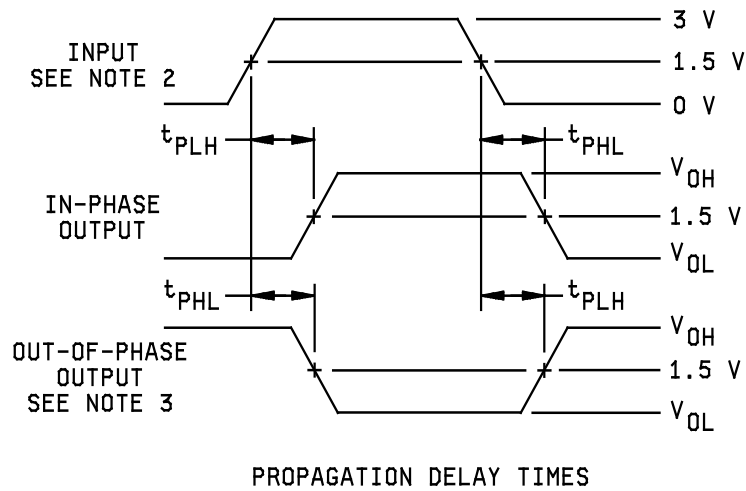 3 V
INPUT
SEE NOTE 2
1.5 V
0 V
tPLH
tPHL
VOH
IN-PHASE
OUTPUT
1.5 V
VOL
tPHL
tPLH
VOH
OUT-OF-PHASE
OUTPUT
SEE NOTE 3
1.5 V
VOL
PROPAGATION DELAY TIMES